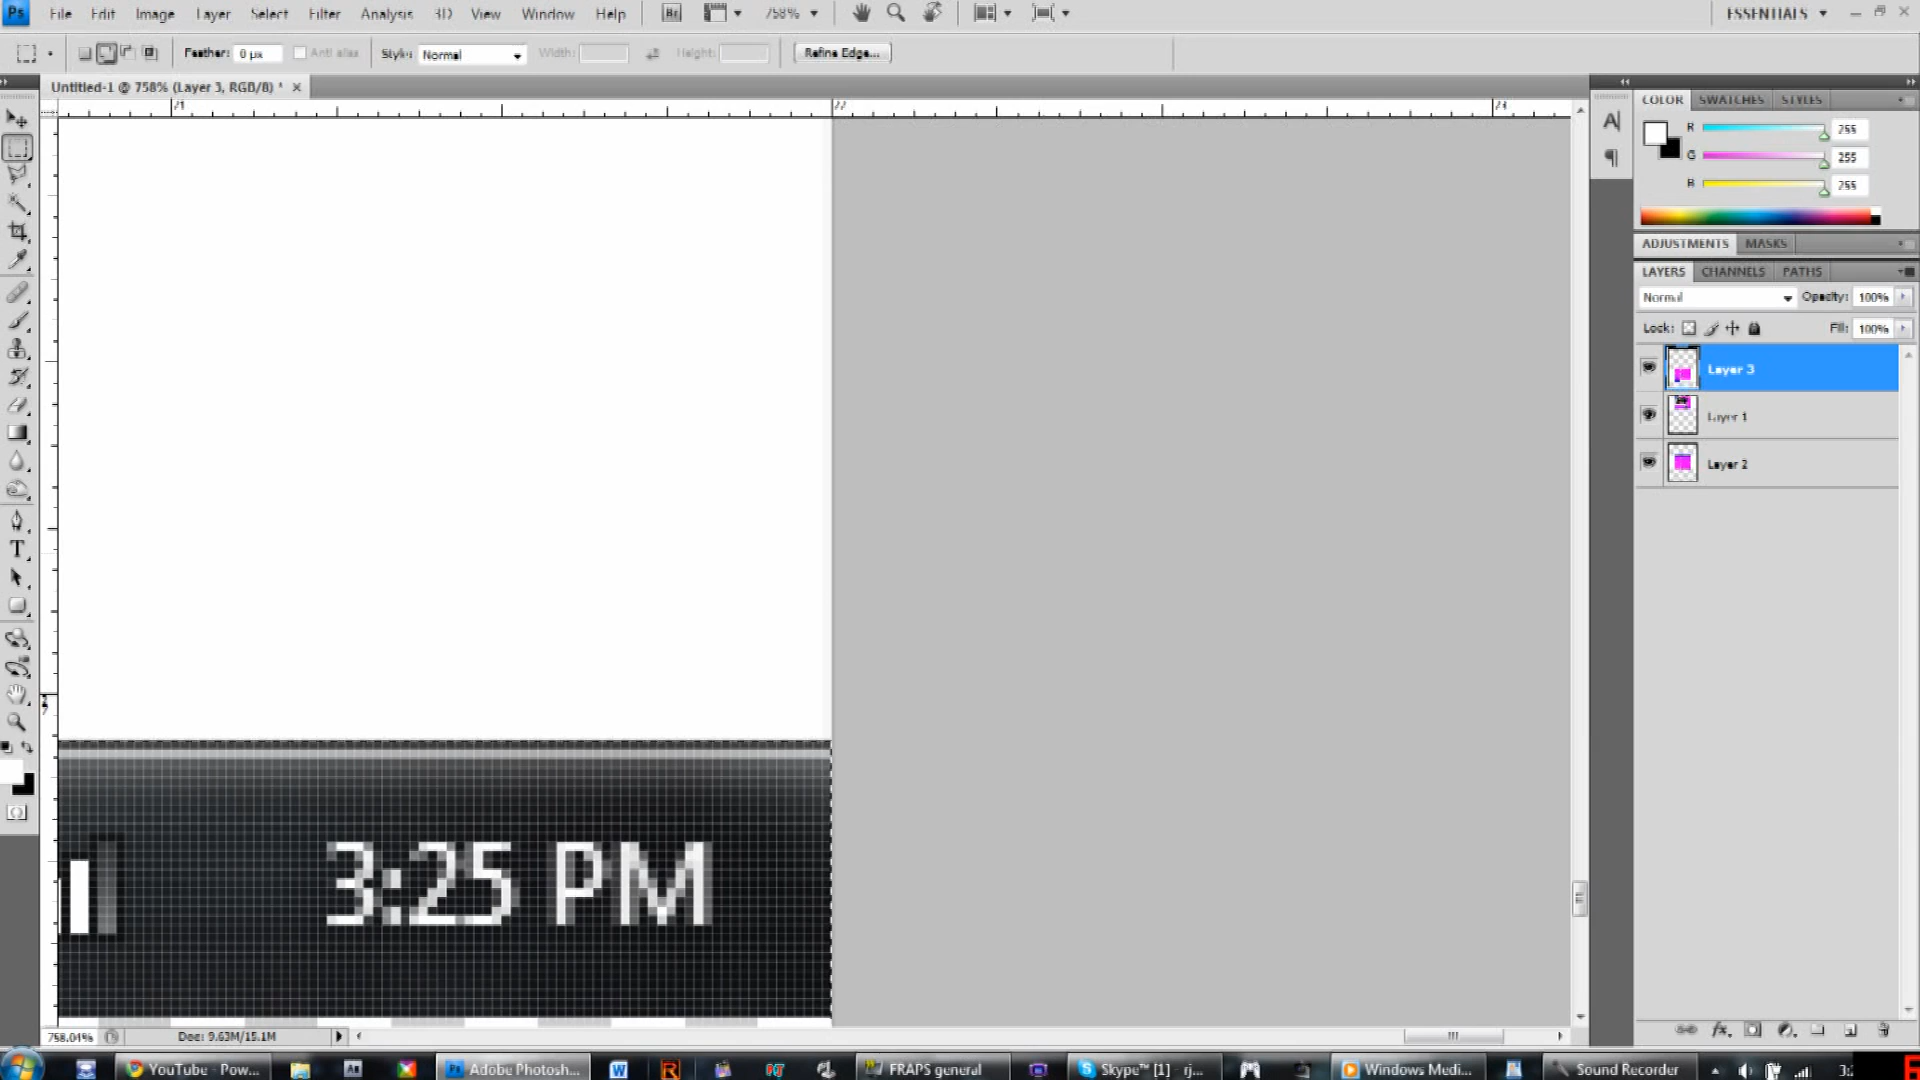 Ps File Edit Image Layer Select Filter Analysis 3D View Window Help Br 758% ESSENTIALS
Feather: 0 px Anti-alias Style: Normal Width: Height: Refine Edge...
Untitled-1 @ 758% (Layer 3, RGB/8) *
COLOR SWATCHES STYLES
R 255
G 255
B 255
ADJUSTMENTS MASKS
LAYERS CHANNELS PATHS
Normal Opacity: 100%
Lock: Fill: 100%
Layer 3
Layer 1
Layer 2
3:25 PM
758.04% Doc: 9.63M/15.1M
YouTube - Pow... Adobe Photosh... FRAPS general Skype™ [1] - rj... Windows Medi... Sound Recorder